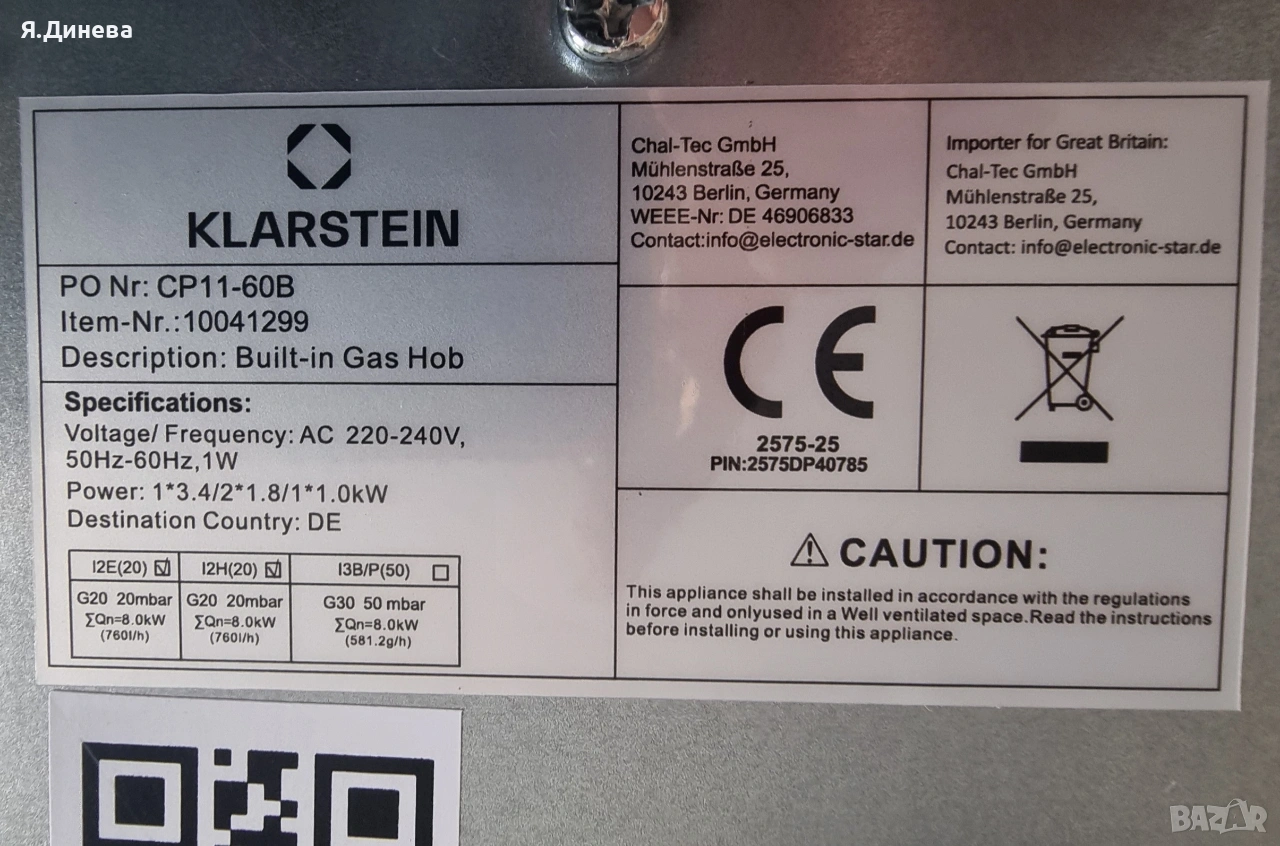 Я.Динева
KLARSTEIN
PO Nr: CP11-60B
Item-Nr.:10041299
Description: Built-in Gas Hob
Specifications:
Voltage/ Frequency: AC 220-240V,
50Hz-60Hz,1W
Power: 1*3.4/2*1.8/1*1.0kW
Destination Country: DE
I2E(20) ☑ I2H(20) ☑ I3B/P(50) ☐
G20 20mbar G20 20mbar G30 50 mbar
∑Qn=8.0kW ∑Qn=8.0kW ∑Qn=8.0kW
(760l/h) (760l/h) (581.2g/h)
Chal-Tec GmbH
Mühlenstraße 25,
10243 Berlin, Germany
WEEE-Nr: DE 46906833
Contact:info@electronic-star.de
Importer for Great Britain:
Chal-Tec GmbH
Mühlenstraße 25,
10243 Berlin, Germany
Contact: info@electronic-star.de
CE
2575-25
PIN:2575DP40785
⚠ CAUTION:
This appliance shall be installed in accordance with the regulations
in force and onlyused in a Well ventilated space.Read the instructions
before installing or using this appliance.
BAZAR